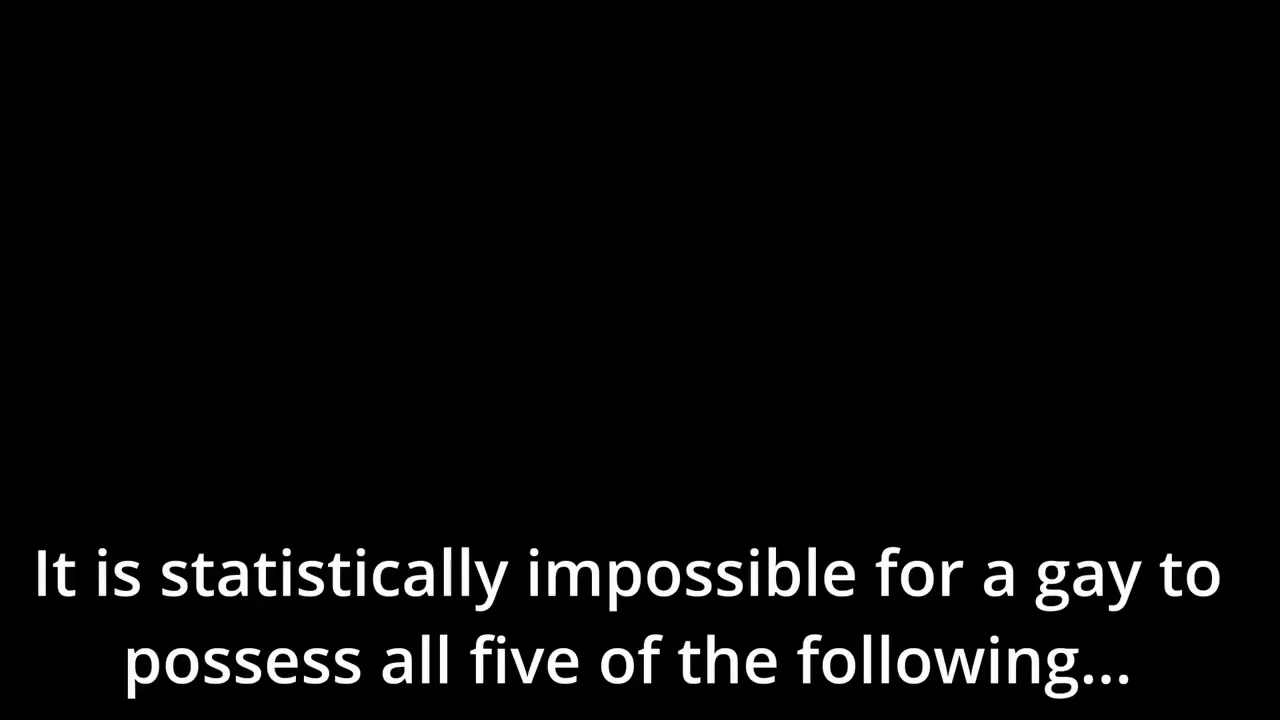 It is statistically impossible for a gay to
possess all five of the following...